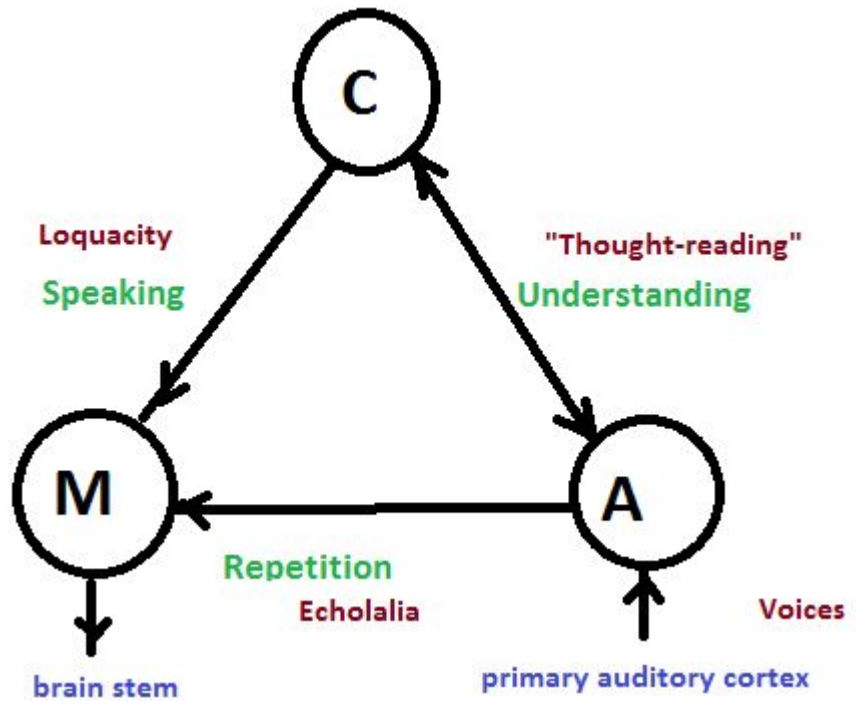 C
Loquacity
"Thought-reading"
Speaking
Understanding
M
A
Repetition
Echolalia
Voices
brain stem
primary auditory cortex